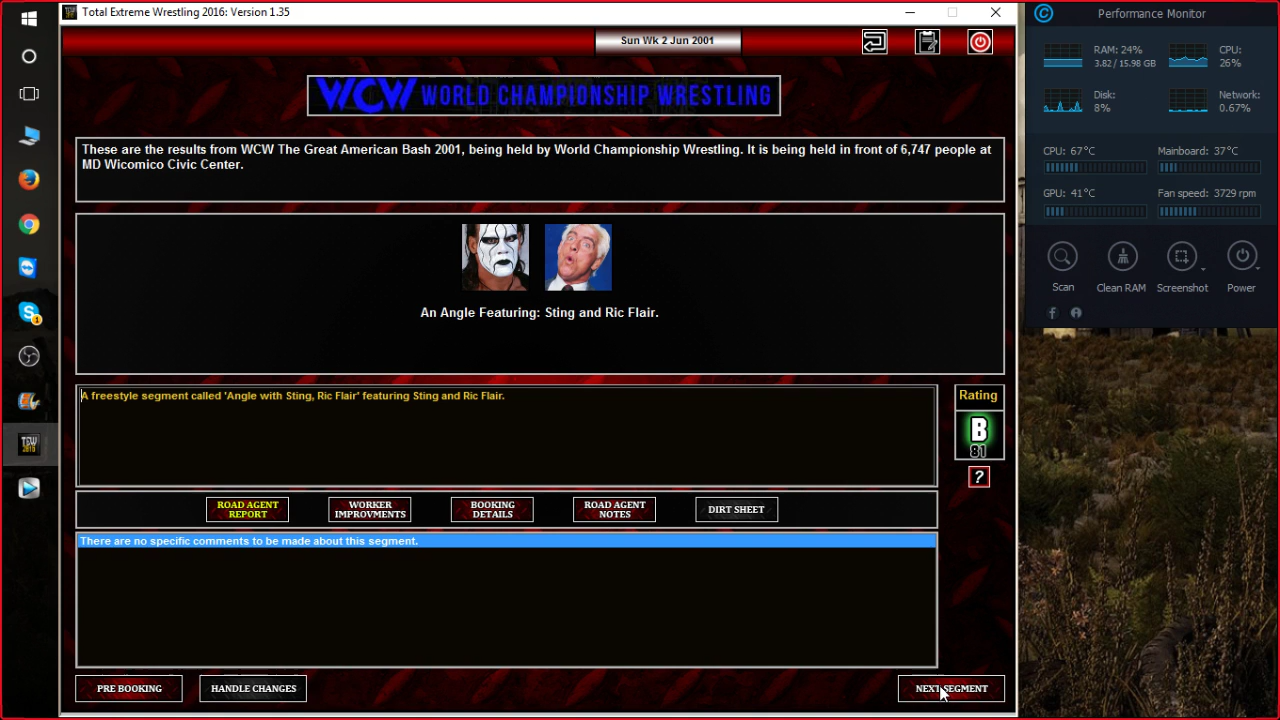 Total Extreme Wrestling 2016: Version 1.35
Sun Wk 2 Jun 2001
WCW WORLD CHAMPIONSHIP WRESTLING
These are the results from WCW The Great American Bash 2001, being held by World Championship Wrestling. It is being held in front of 6,747 people at
MD Wicomico Civic Center.
An Angle Featuring: Sting and Ric Flair.
A freestyle segment called 'Angle with Sting, Ric Flair' featuring Sting and Ric Flair.
Rating
B
81
?
ROAD AGENT
REPORT
WORKER
IMPROVMENTS
BOOKING
DETAILS
ROAD AGENT
NOTES
DIRT SHEET
There are no specific comments to be made about this segment.
PRE BOOKING
HANDLE CHANGES
NEXT SEGMENT
Performance Monitor
RAM: 24%
3.82 / 15.98 GB
CPU:
26%
Disk:
8%
Network:
0.67%
CPU: 67°C
Mainboard: 37°C
GPU: 41°C
Fan speed: 3729 rpm
Scan
Clean RAM
Screenshot
Power
TEW
2016